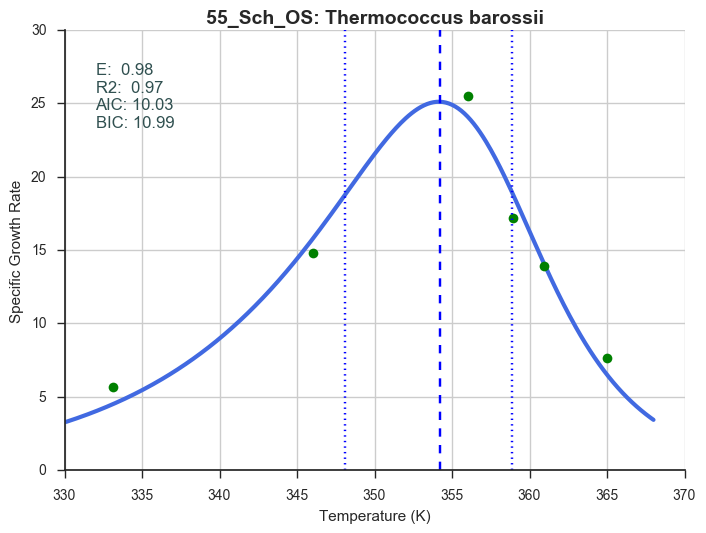 55_Sch_OS: Thermococcus barossii
E:  0.98
R2:  0.97
AIC: 10.03
BIC: 10.99
Specific Growth Rate
30
25
20
15
10
5
0
330 335 340 345 350 355 360 365 370
Temperature (K)